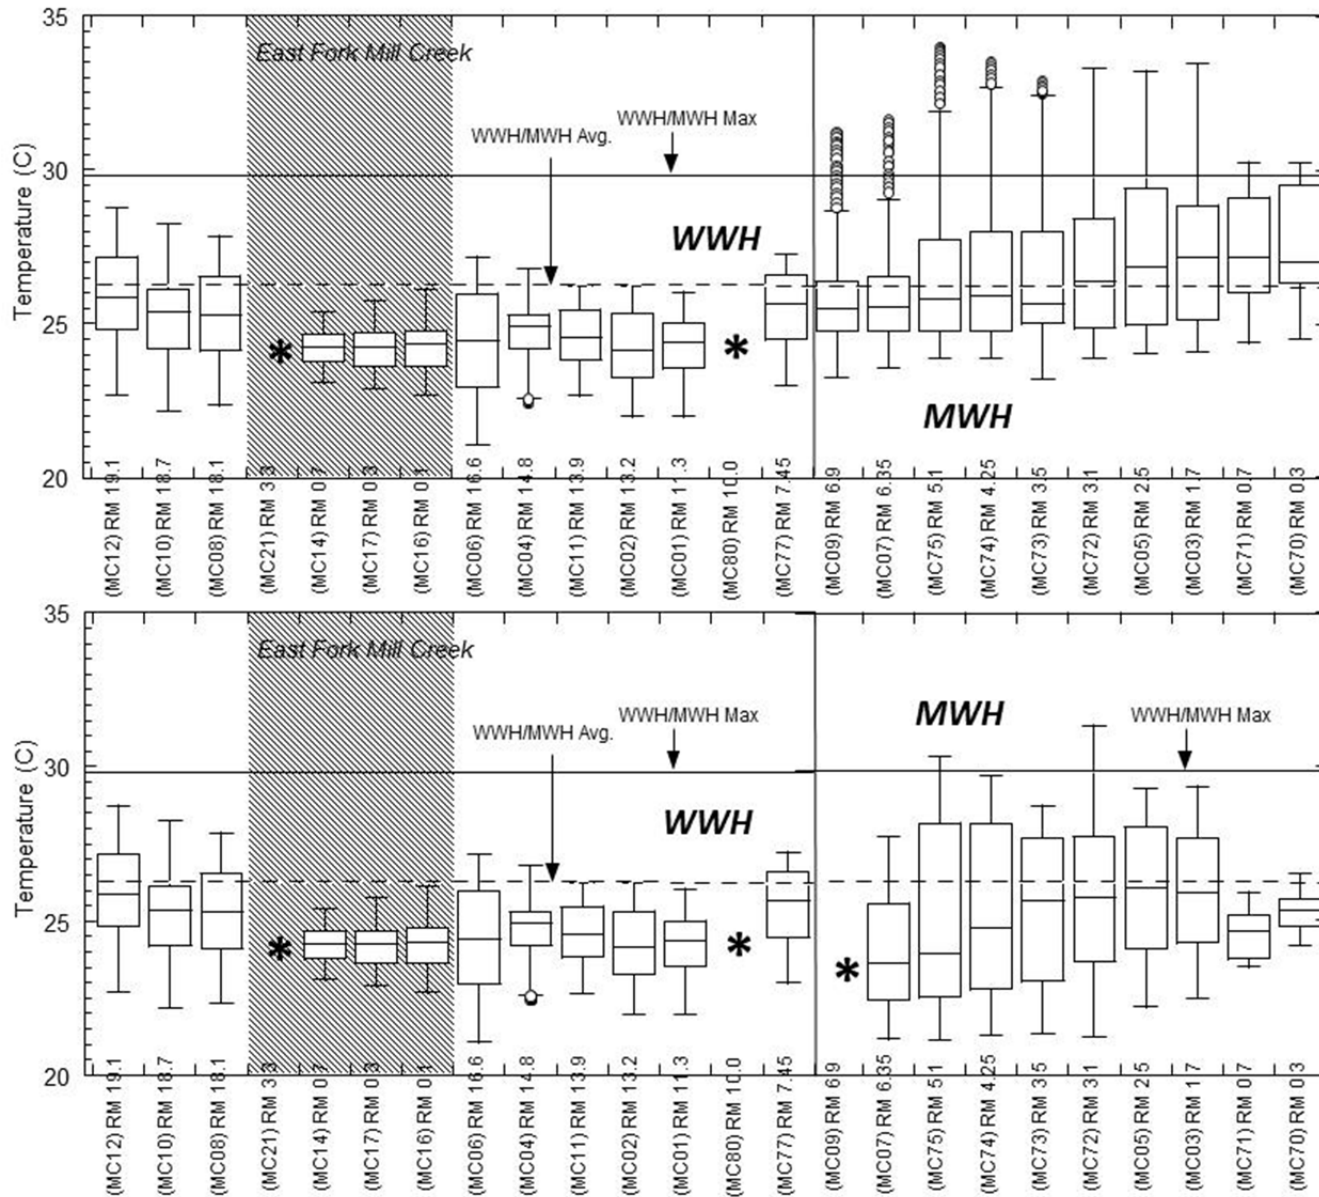 35
East Fork Mill Creek
WWH/MWH Max
WWH/MWH Avg.
30
WWH
Temperature (C)
25
*
*
MWH
20
(MC12) RM 19.1
(MC10) RM 18.7
(MC08) RM 18.1
(MC21) RM 3.3
(MC14) RM 0.7
(MC17) RM 0.3
(MC16) RM 0.1
(MC06) RM 16.6
(MC04) RM 14.8
(MC11) RM 13.9
(MC02) RM 13.2
(MC01) RM 11.3
(MC80) RM 10.0
(MC77) RM 7.45
(MC09) RM 6.9
(MC07) RM 6.35
(MC75) RM 5.1
(MC74) RM 4.25
(MC73) RM 3.5
(MC72) RM 3.1
(MC05) RM 2.5
(MC03) RM 1.7
(MC71) RM 0.7
(MC70) RM 0.3
35
East Fork Mill Creek
MWH
WWH/MWH Max
WWH/MWH Max
WWH/MWH Avg.
30
WWH
Temperature (C)
25
*
*
*
20
(MC12) RM 19.1
(MC10) RM 18.7
(MC08) RM 18.1
(MC21) RM 3.3
(MC14) RM 0.7
(MC17) RM 0.3
(MC16) RM 0.1
(MC06) RM 16.6
(MC04) RM 14.8
(MC11) RM 13.9
(MC02) RM 13.2
(MC01) RM 11.3
(MC80) RM 10.0
(MC77) RM 7.45
(MC09) RM 6.9
(MC07) RM 6.35
(MC75) RM 5.1
(MC74) RM 4.25
(MC73) RM 3.5
(MC72) RM 3.1
(MC05) RM 2.5
(MC03) RM 1.7
(MC71) RM 0.7
(MC70) RM 0.3